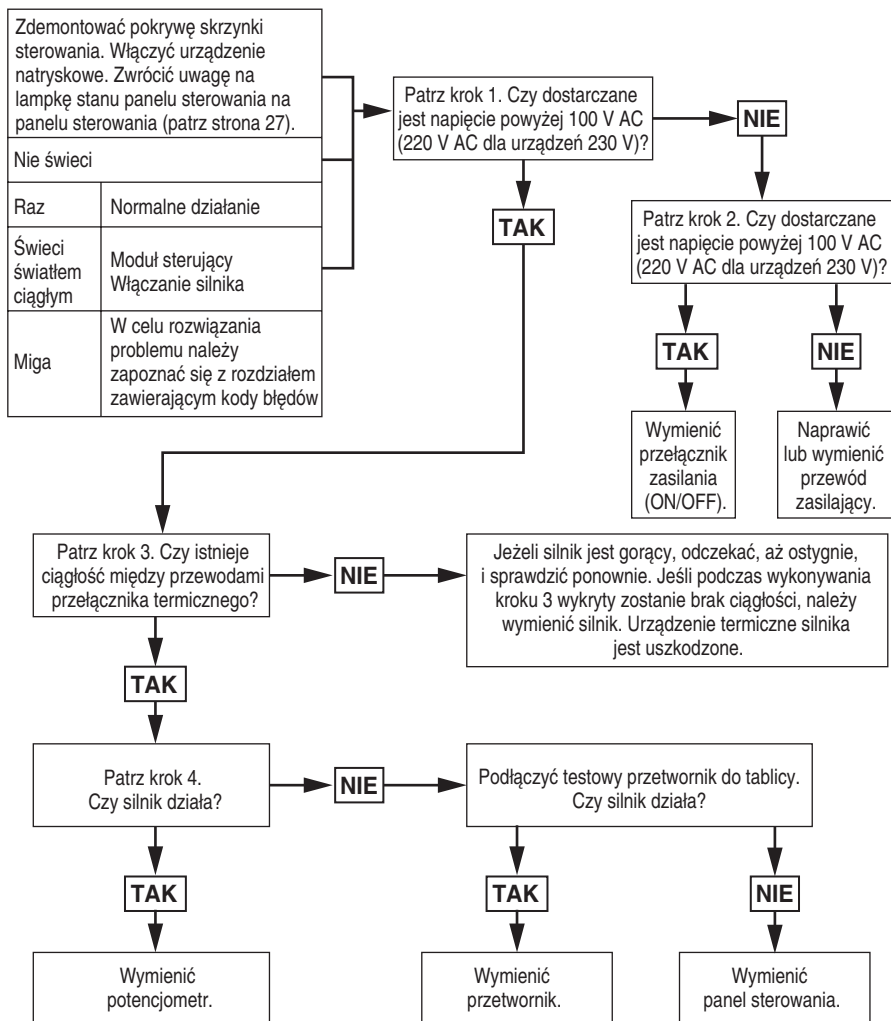 Zdemontować pokrywę skrzynki
sterowania. Włączyć urządzenie
natryskowe. Zwrócić uwagę na
lampkę stanu panelu sterowania na
panelu sterowania (patrz strona 27).
Nie świeci
Raz
Normalne działanie
Świeci
światłem
ciągłym
Moduł sterujący
Włączanie silnika
Miga
W celu rozwiązania
problemu należy
zapoznać się z rozdziałem
zawierającym kody błędów
Patrz krok 1. Czy dostarczane
jest napięcie powyżej 100 V AC
(220 V AC dla urządzeń 230 V)?
NIE
TAK
Patrz krok 2. Czy dostarczane
jest napięcie powyżej 100 V AC
(220 V AC dla urządzeń 230 V)?
TAK
NIE
Wymienić
przełącznik
zasilania
(ON/OFF).
Naprawić
lub wymienić
przewód
zasilający.
Patrz krok 3. Czy istnieje
ciągłość między przewodami
przełącznika termicznego?
NIE
Jeżeli silnik jest gorący, odczekać, aż ostygnie,
i sprawdzić ponownie. Jeśli podczas wykonywania
kroku 3 wykryty zostanie brak ciągłości, należy
wymienić silnik. Urządzenie termiczne silnika
jest uszkodzone.
TAK
Patrz krok 4.
Czy silnik działa?
NIE
Podłączyć testowy przetwornik do tablicy.
Czy silnik działa?
TAK
TAK
NIE
Wymienić
potencjometr.
Wymienić
przetwornik.
Wymienić
panel sterowania.